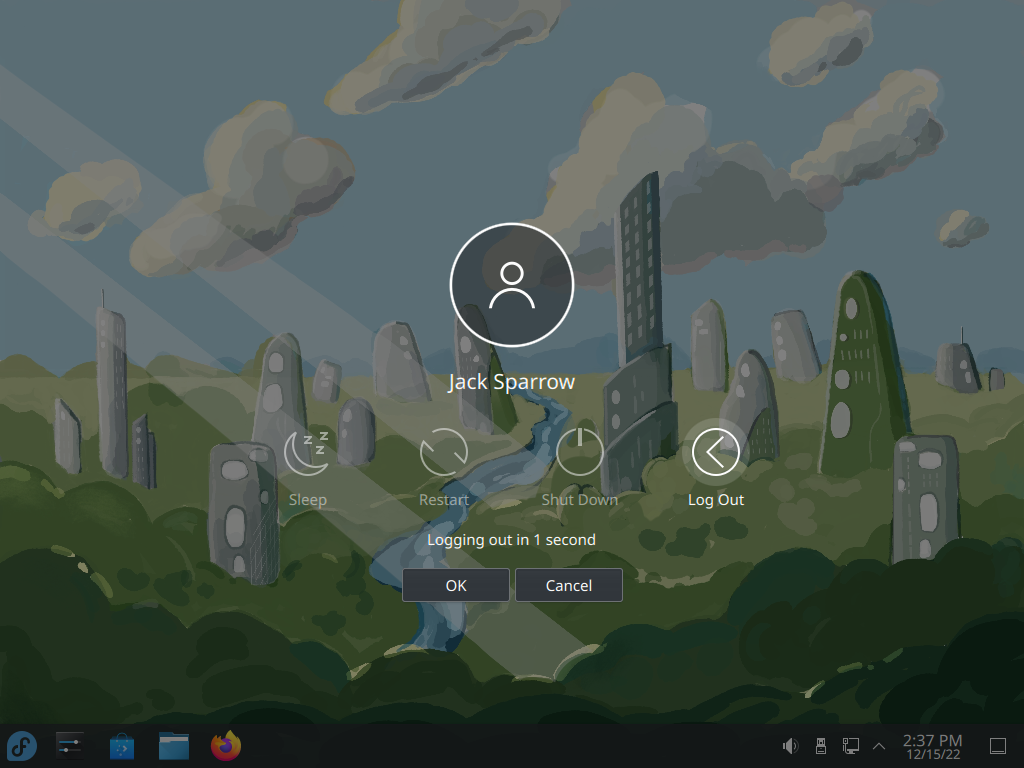 z z z
Jack Sparrow
Sleep
Restart
Shut Down
Log Out
Logging out in 1 second
OK
Cancel
2:37 PM
12/15/22